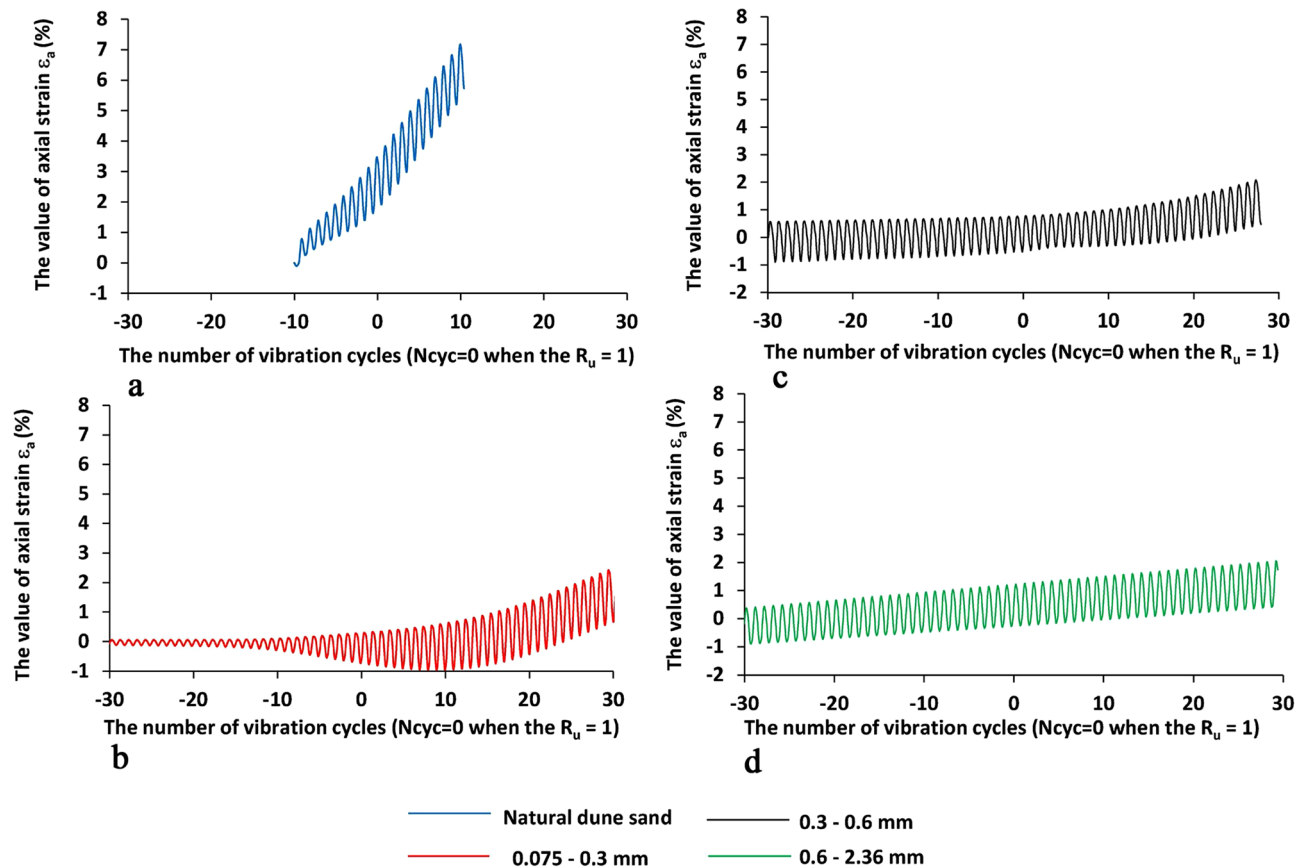 The value of axial strain εa (%)
8
7
6
5
4
3
2
1
0
-1
-30 -20 -10 0 10 20 30
The number of vibration cycles (Ncyc=0 when the Ru = 1)
a
The value of axial strain εa (%)
8
7
6
5
4
3
2
1
0
-1
-2
-30 -20 -10 0 10 20 30
The number of vibration cycles (Ncyc=0 when the Ru = 1)
c
The value of axial strain εa (%)
8
7
6
5
4
3
2
1
0
-1
-30 -20 -10 0 10 20 30
The number of vibration cycles (Ncyc=0 when the Ru = 1)
b
The value of axial strain εa (%)
8
7
6
5
4
3
2
1
0
-1
-2
-30 -20 -10 0 10 20 30
The number of vibration cycles (Ncyc=0 when the Ru = 1)
d
Natural dune sand
0.3 - 0.6 mm
0.075 - 0.3 mm
0.6 - 2.36 mm